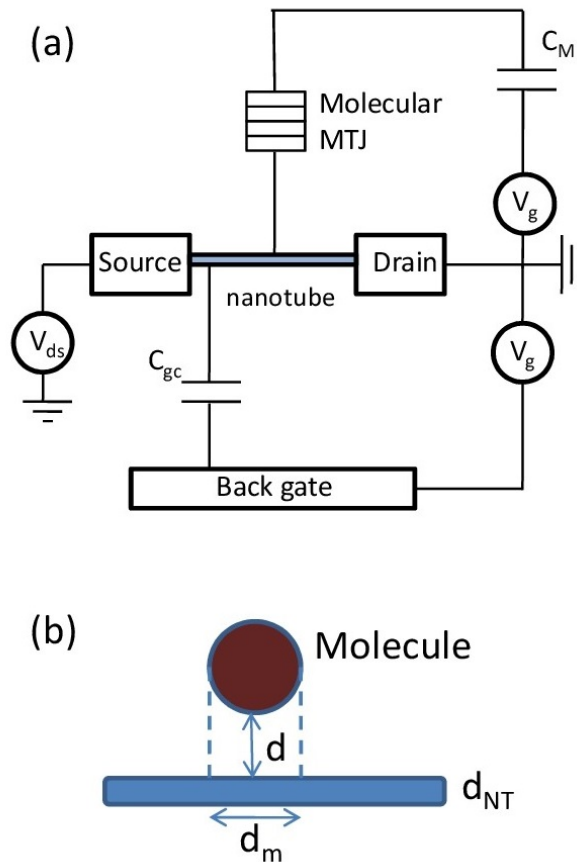 (a)
C_M
Molecular
MTJ
V_g
Source
Drain
nanotube
V_ds
C_gc
V_g
Back gate
(b)
Molecule
d
d_NT
d_m